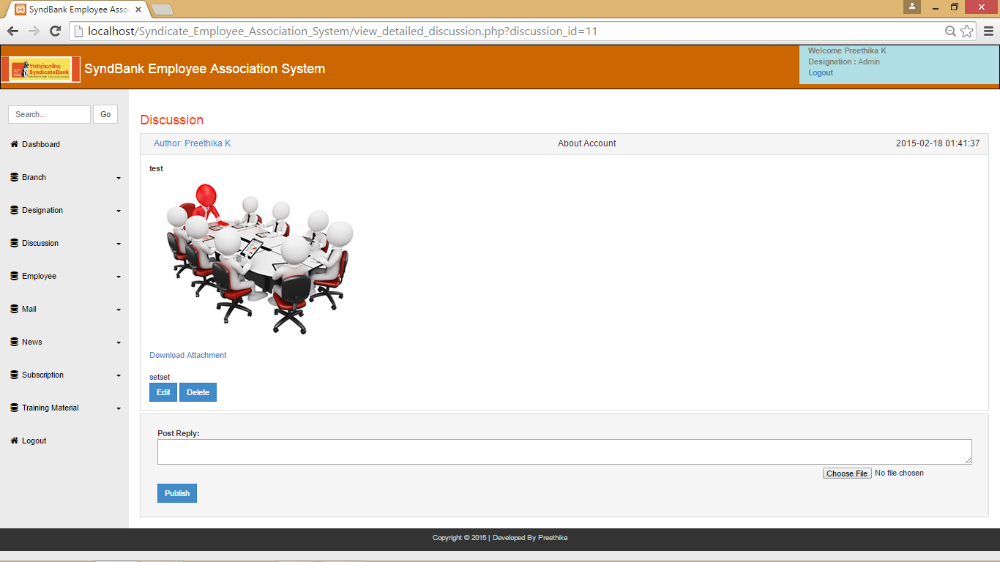 SyndBank Employee Asso
localhost/Syndicate_Employee_Association_System/view_detailed_discussion.php?discussion_id=11
SyndicateBank
SyndBank Employee Association System
Welcome Preethika K
Designation : Admin
Logout
Search...
Go
Dashboard
Branch
Designation
Discussion
Employee
Mail
News
Subscription
Training Material
Logout
Discussion
Author: Preethika K
About Account
2015-02-18 01:41:37
test
Download Attachment
setset
Edit
Delete
Post Reply:
Choose File No file chosen
Publish
Copyright © 2015 | Developed By Preethika